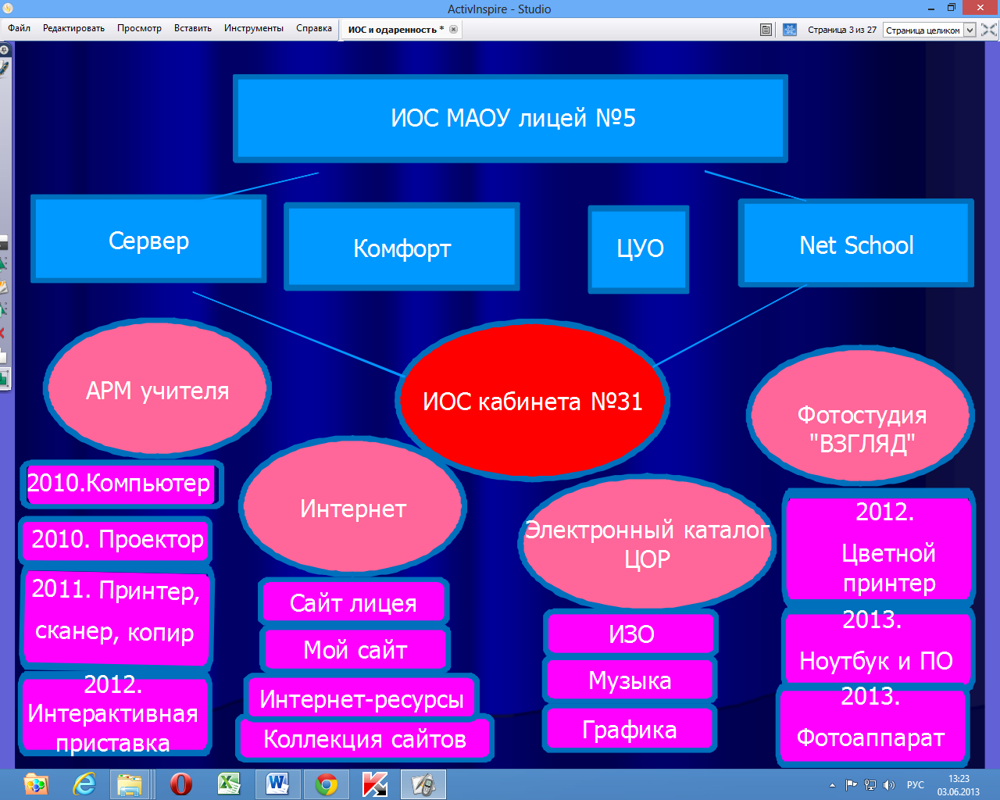 ActivInspire - Studio
Файл Редактировать Просмотр Вставить Инструменты Справка ИОС и одаренность * Страница 3 из 27 Страница целиком
ИОС МАОУ лицей №5
Сервер Комфорт ЦУО Net School
АРМ учителя
ИОС кабинета №31
Фотостудия
"ВЗГЛЯД"
2010.Компьютер
2010. Проектор
2011. Принтер,
сканер, копир
2012.
Интерактивная
приставка
Интернет
Сайт лицея
Мой сайт
Интернет-ресурсы
Коллекция сайтов
Электронный каталог
ЦОР
ИЗО
Музыка
Графика
2012.
Цветной
принтер
2013.
Ноутбук и ПО
2013.
Фотоаппарат
РУС
13:23
03.06.2013